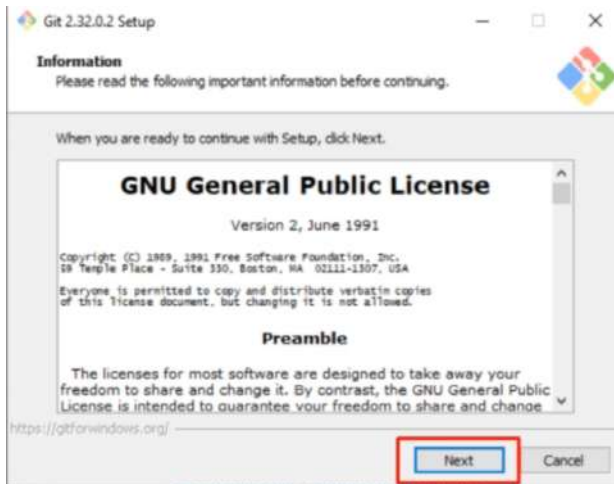 Git 2.32.0.2 Setup
Information
Please read the following important information before continuing.
When you are ready to continue with Setup, click Next.
GNU General Public License
Version 2, June 1991
Copyright (C) 1989, 1991 Free Software Foundation, Inc.
59 Temple Place - Suite 330, Boston, MA 02111-1307, USA
Everyone is permitted to copy and distribute verbatim copies
of this license document, but changing it is not allowed.
Preamble
The licenses for most software are designed to take away your
freedom to share and change it. By contrast, the GNU General Public
License is intended to guarantee your freedom to share and change
https://gitforwindows.org/
Next
Cancel